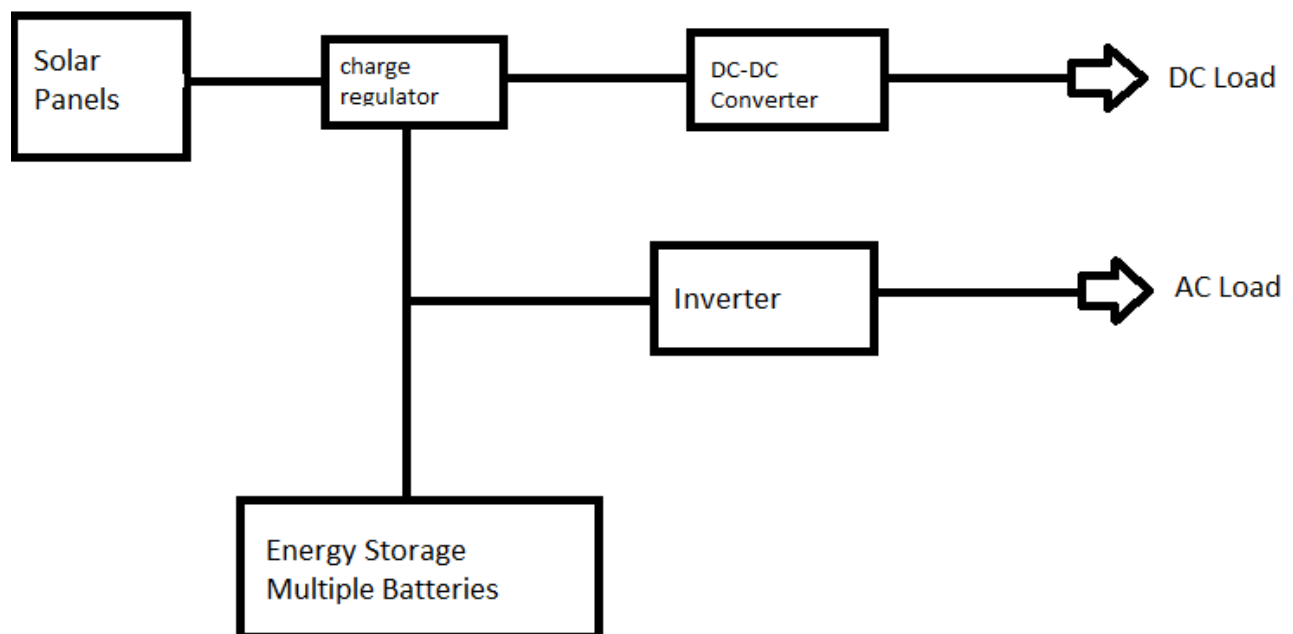 Solar
Panels
charge
regulator
DC-DC
Converter
DC Load
Inverter
AC Load
Energy Storage
Multiple Batteries